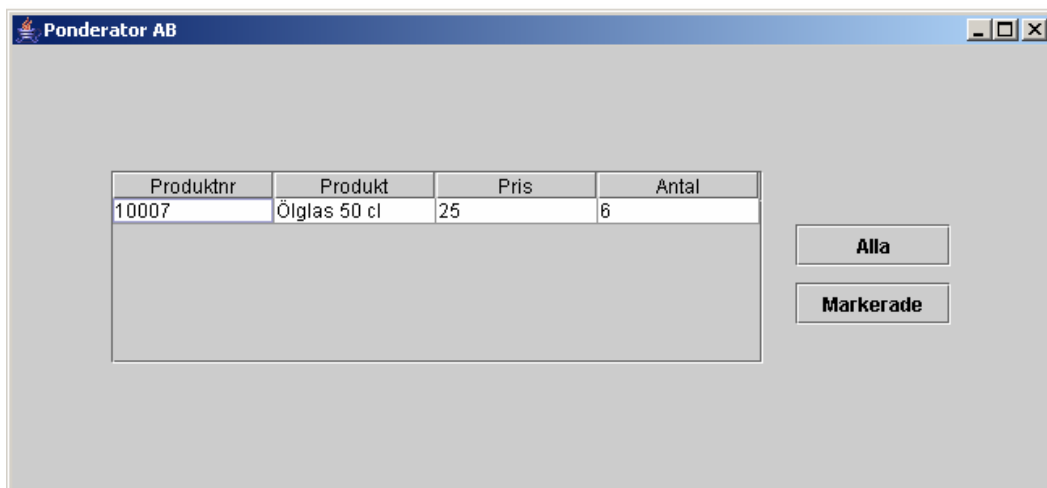 Ponderator AB
Produktnr Produkt Pris Antal
10007 Ölglas 50 cl 25 6
Alla
Markerade